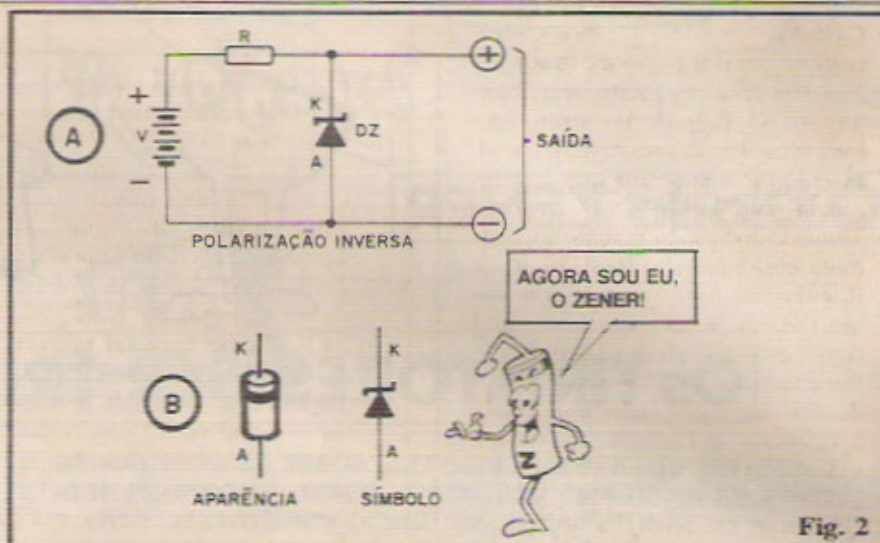 R
+
K
A
V
DZ
A
−
+
SAÍDA
−
POLARIZAÇÃO INVERSA
AGORA SOU EU,
O ZENER!
B
K
K
A
A
Z
APARÊNCIA
SÍMBOLO
Fig. 2